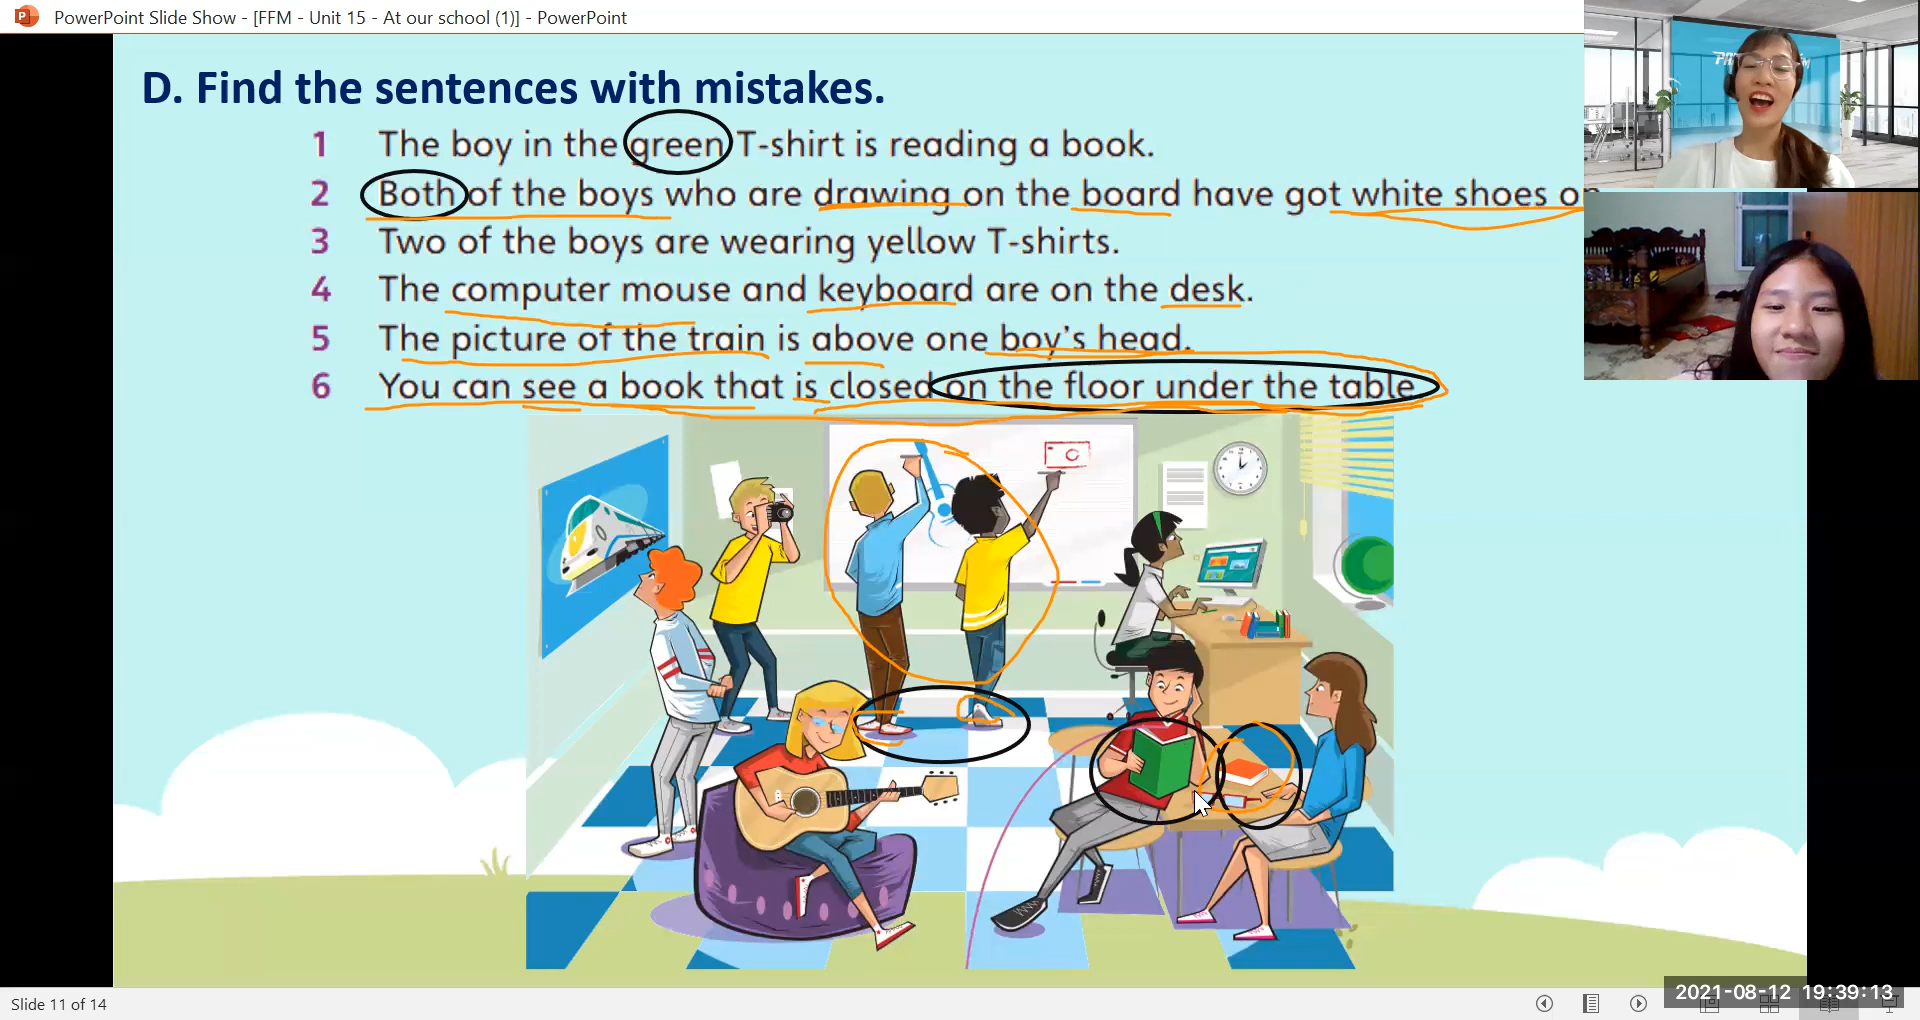 PowerPoint Slide Show - [FFM - Unit 15 - At our school (1)] - PowerPoint
D. Find the sentences with mistakes.
1 The boy in the green T-shirt is reading a book.
2 Both of the boys who are drawing on the board have got white shoes
3 Two of the boys are wearing yellow T-shirts.
4 The computer mouse and keyboard are on the desk.
5 The picture of the train is above one boy's head.
6 You can see a book that is closed on the floor under the table
Slide 11 of 14
2021-08-12 19:39:13